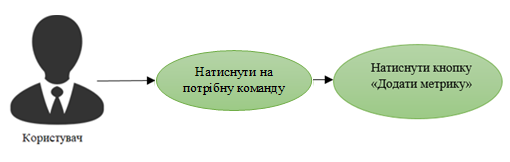 Натиснути на
потрібну команду
Натиснути кнопку
«Додати метрику»
Користувач